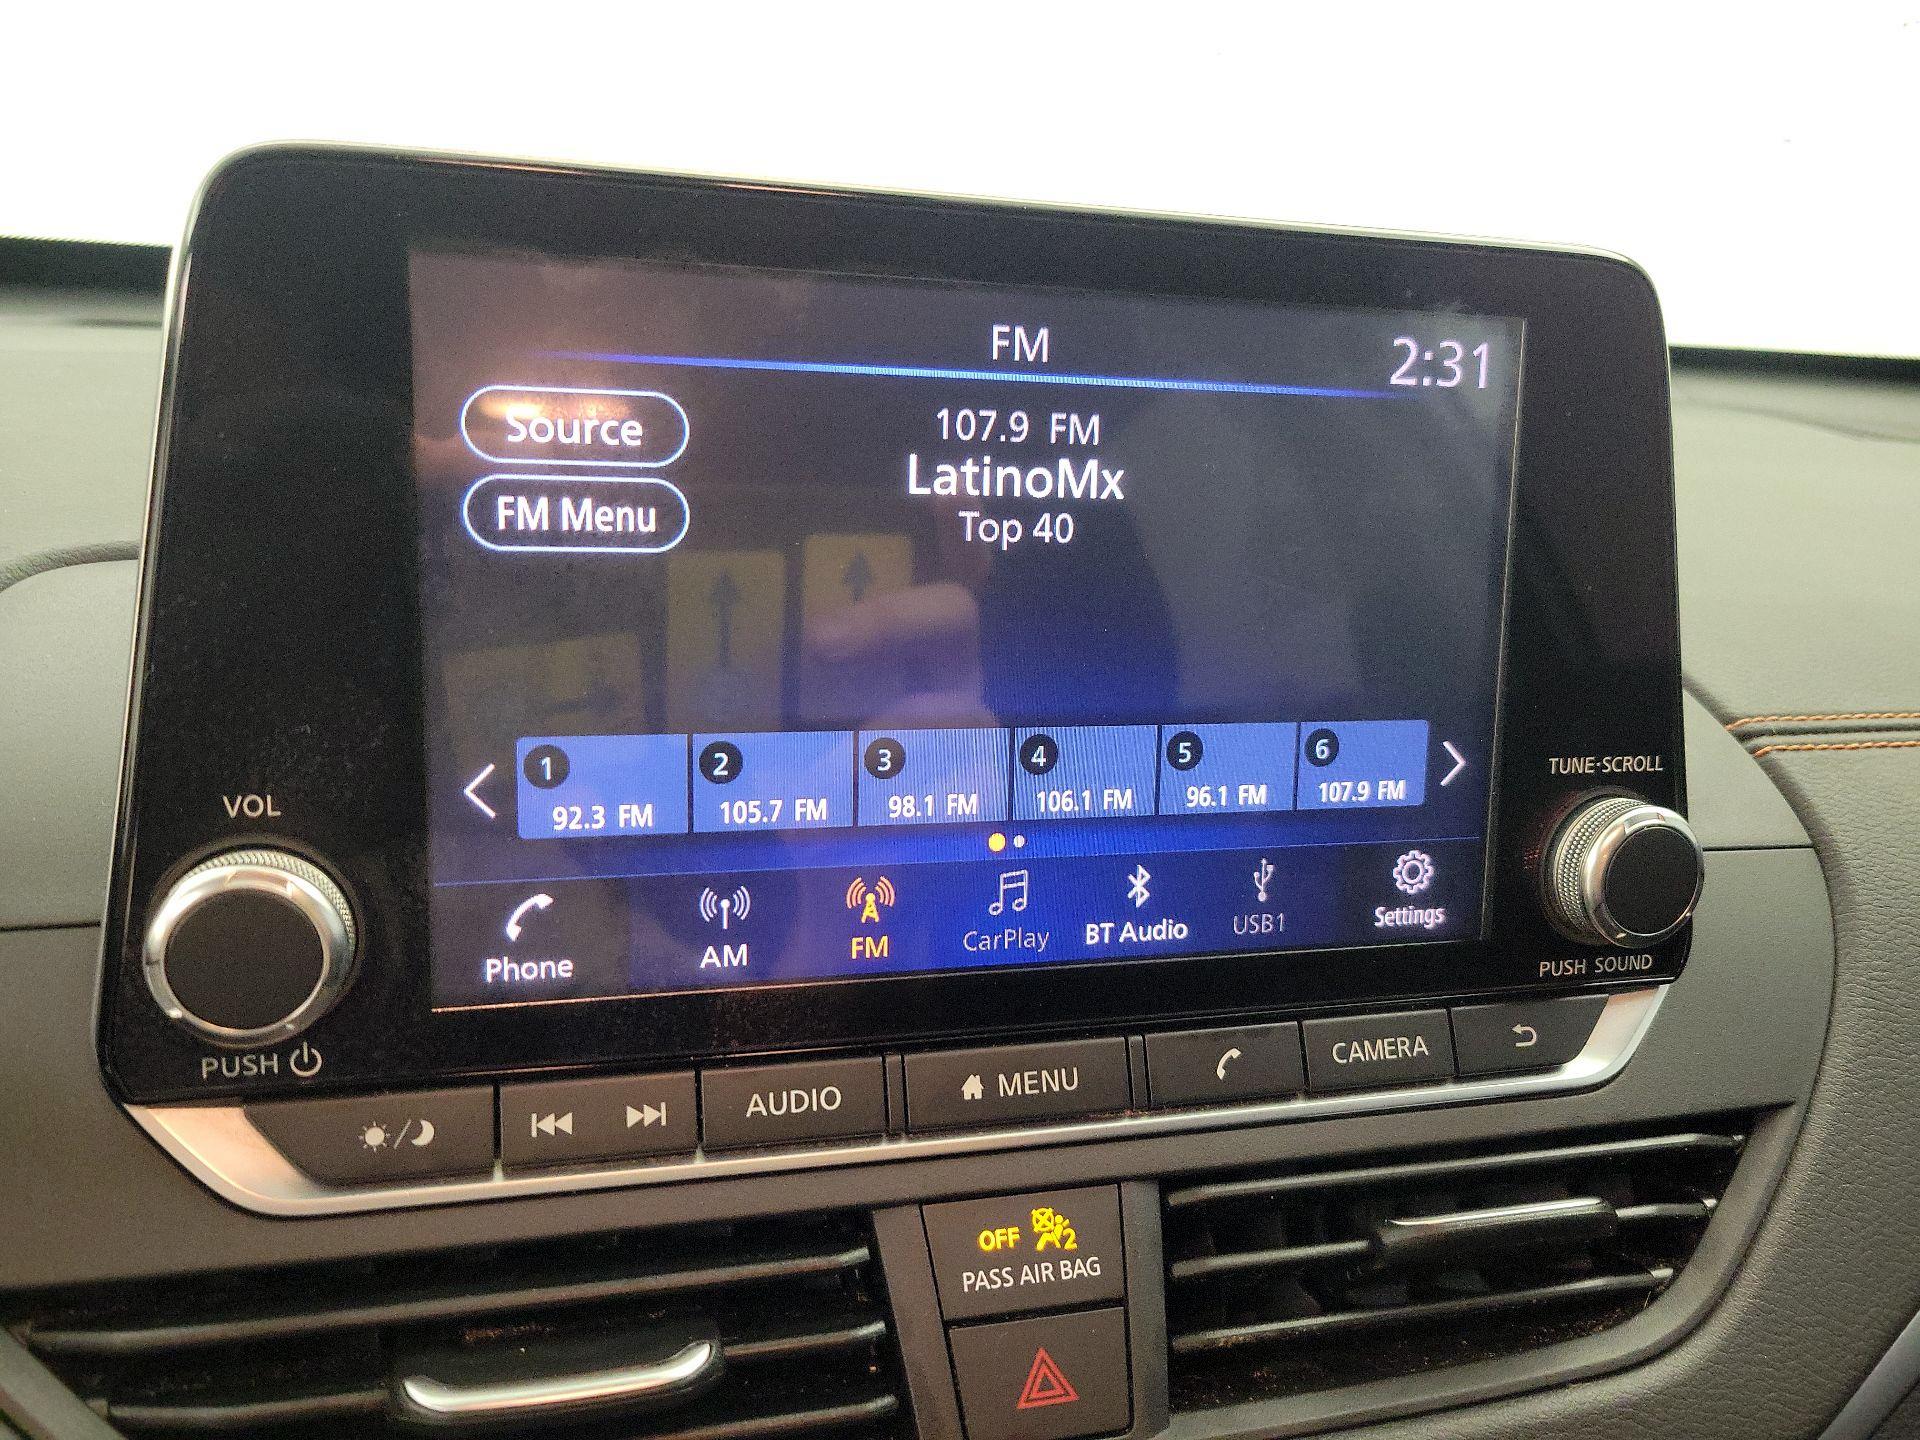 FM
2:31
Source
107.9 FM
LatinoMx
FM Menu
Top 40
1
2
3
4
5
6
92.3 FM
105.7 FM
98.1 FM
106.1 FM
96.1 FM
107.9 FM
Phone
AM
FM
CarPlay
BT Audio
USB1
Settings
VOL
PUSH
TUNE·SCROLL
PUSH SOUND
AUDIO
MENU
CAMERA
OFF 2
PASS AIR BAG